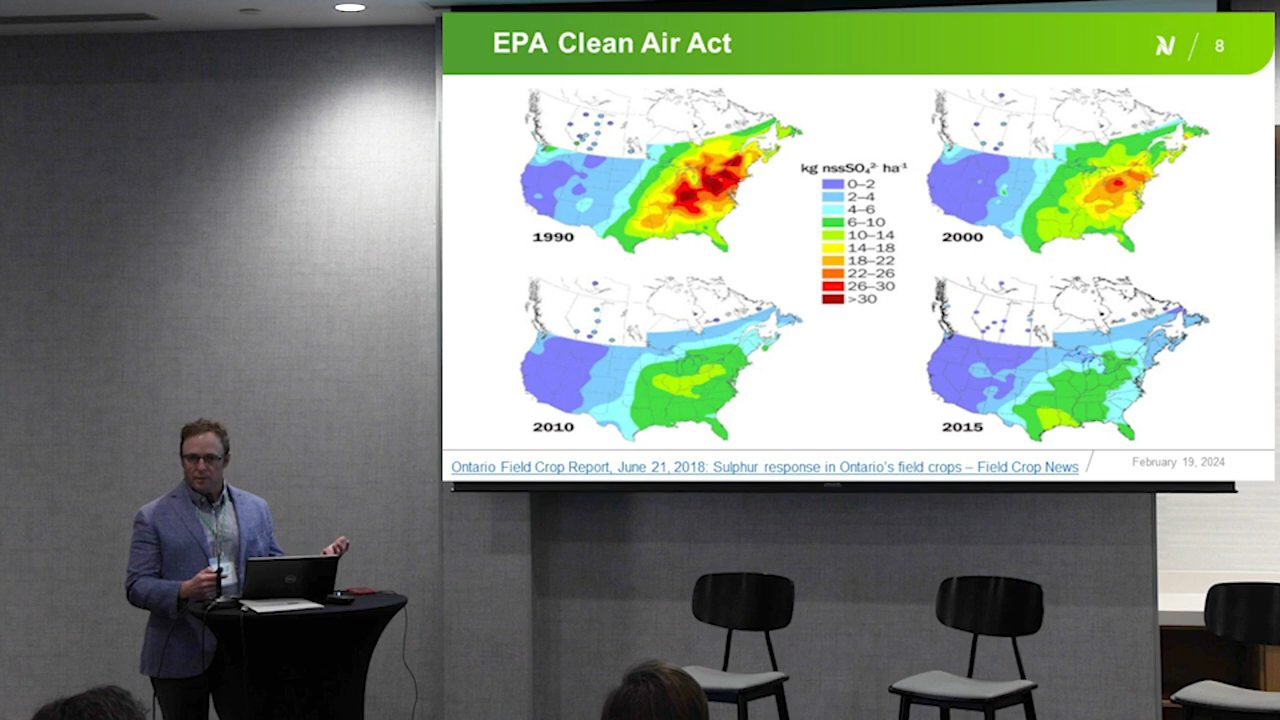 EPA Clean Air Act
N / 8
kg nssSO₄²⁻ ha⁻¹
0–2
2–4
4–6
6–10
10–14
14–18
18–22
22–26
26–30
>30
1990
2000
2010
2015
Ontario Field Crop Report, June 21, 2018: Sulphur response in Ontario's field crops – Field Crop News
February 19, 2024
DELL